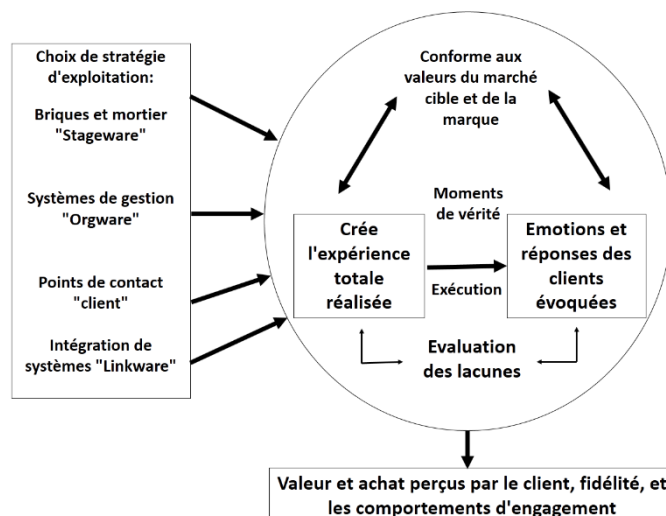 Choix de stratégie
d'exploitation:
Briques et mortier
"Stageware"
Systèmes de gestion
"Orgware"
Points de contact
"client"
Intégration de
systèmes "Linkware"
Conforme aux
valeurs du marché
cible et de la
marque
Moments
de vérité
Crée
l'expérience
totale
réalisée
Exécution
Emotions et
réponses des
clients
évoquées
Evaluation
des lacunes
Valeur et achat perçus par le client, fidélité, et
les comportements d'engagement